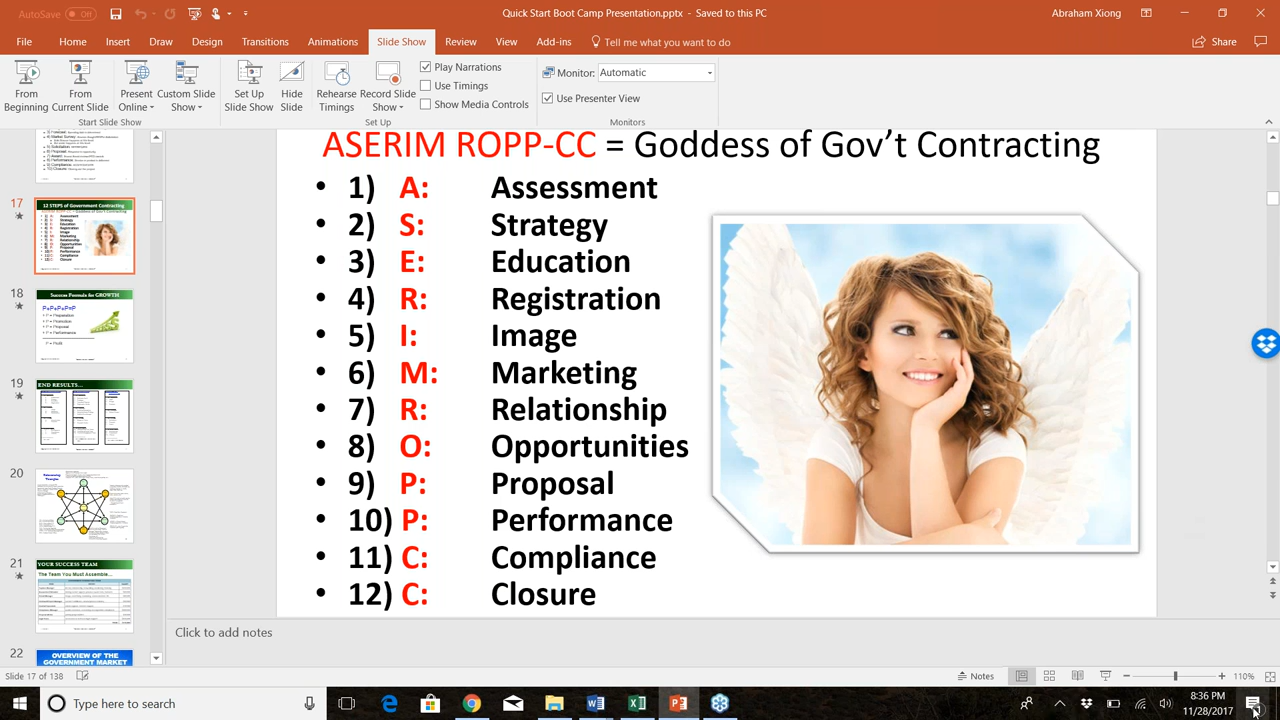 AutoSave Off
Quick Start Boot Camp Presentation.pptx - Saved to this PC
Abraham Xiong
File Home Insert Draw Design Transitions Animations Slide Show Review View Add-ins Tell me what you want to do
Share
From Beginning
From Current Slide
Present Online
Custom Slide Show
Set Up Slide Show
Hide Slide
Rehearse Timings
Record Slide Show
Play Narrations
Use Timings
Show Media Controls
Monitor: Automatic
Use Presenter View
Start Slide Show
Set Up
Monitors
17
12 STEPS of Government Contracting
18
Success Formula for GROWTH
19
END RESULTS...
20
21
YOUR SUCCESS TEAM
The Team You Must Assemble...
22
OVERVIEW OF THE
GOVERNMENT MARKET
ASERIM ROPP-CC = Goddess of Gov't Contracting
• 1) A: Assessment
• 2) S: Strategy
• 3) E: Education
• 4) R: Registration
• 5) I: Image
• 6) M: Marketing
• 7) R: Relationship
• 8) O: Opportunities
• 9) P: Proposal
• 10) P: Performance
• 11) C: Compliance
• 12) C: Closure
Click to add notes
Slide 17 of 138
Notes
110%
Type here to search
8:36 PM
11/28/2017